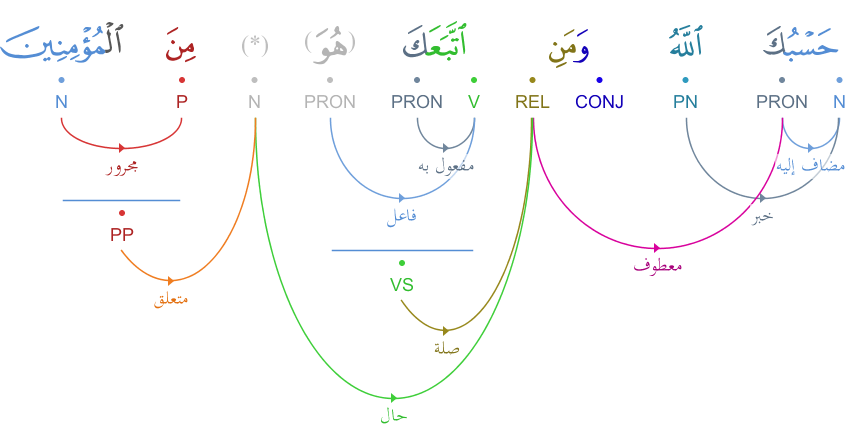 حَسْبُكَ ٱللَّهُ وَمَنِ ٱتَّبَعَكَ (هُوَ) (*) مِنَ ٱلْمُؤْمِنِينَ
N PRON PN CONJ REL V PRON PRON N P N
مضاف إليه مفعول به مجرور
خبر فاعل
PP
معطوف
VS
متعلق
صلة
حال